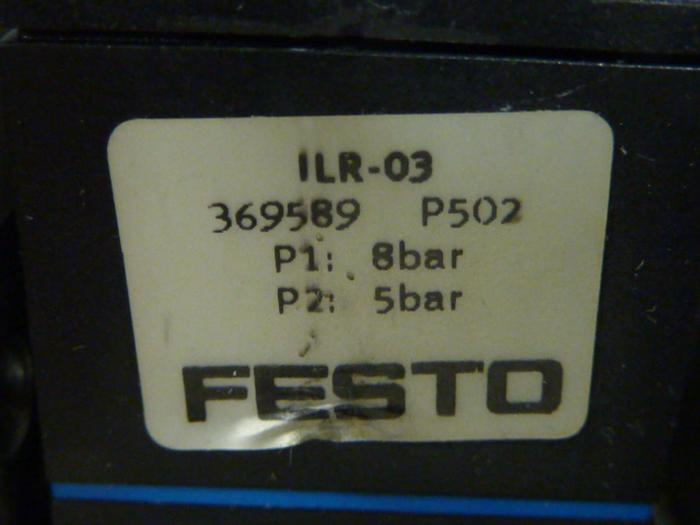 ILR-03
369589 P502
P1: 8bar
P2: 5bar
FESTO